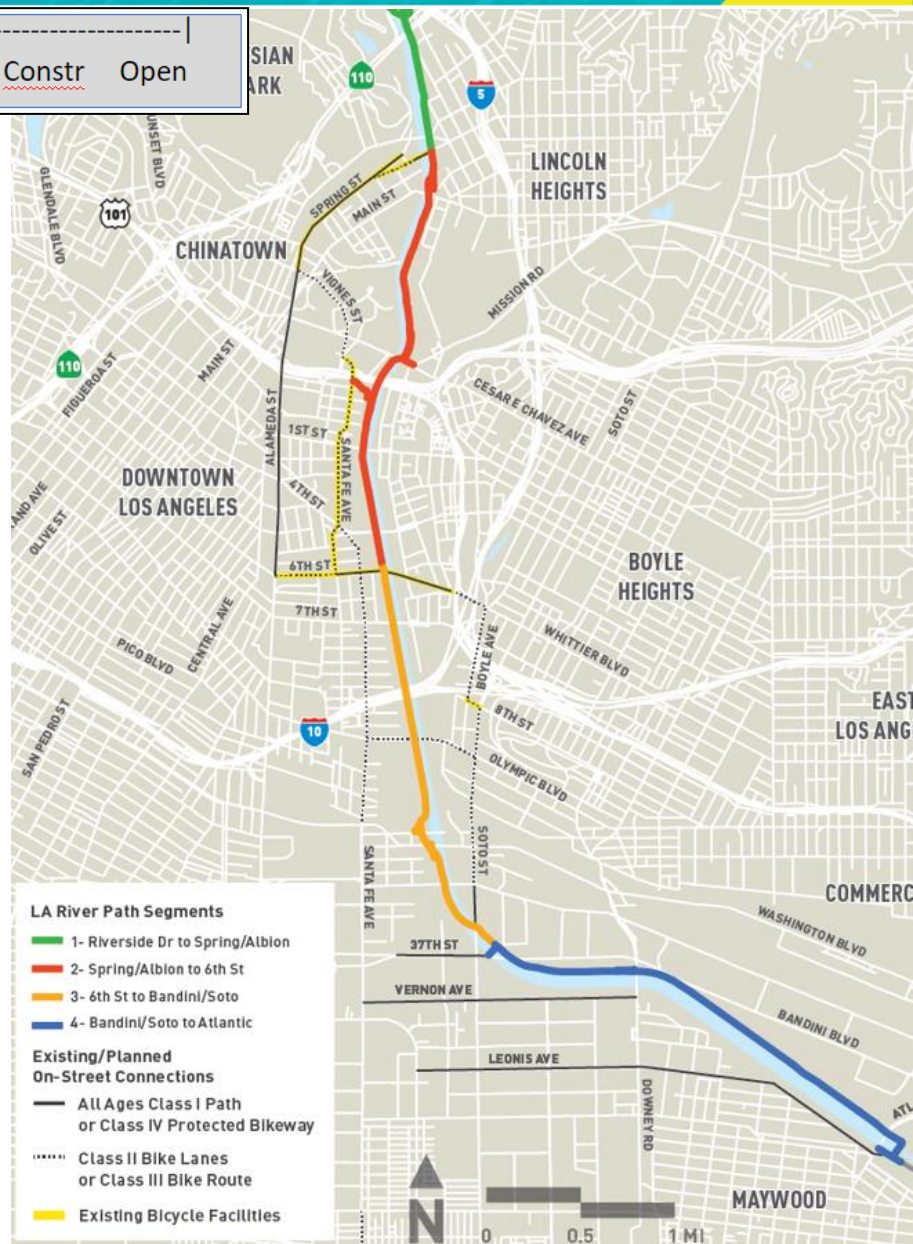 Constr Open
SIAN
ARK
110
5
SUNSET BLVD
GLENDALE BLVD
LINCOLN
HEIGHTS
SPRING ST
MAIN ST
101
CHINATOWN
VIGNES ST
MISSION RD
110
FIGUEROA ST
MAIN ST
CESAR E CHAVEZ AVE
SOTO ST
ALAMEDA ST
1ST ST
SANTA FE AVE
4TH ST
DOWNTOWN
LOS ANGELES
AND AVE
OLIVE ST
6TH ST
7TH ST
BOYLE
HEIGHTS
PICO BLVD
CENTRAL AVE
BOYLE AVE
WHITTIER BLVD
SAN PEDRO ST
10
8TH ST
EAST
LOS ANG
OLYMPIC BLVD
SANTA FE AVE
SOTO ST
COMMERC
WASHINGTON BLVD
37TH ST
VERNON AVE
BANDINI BLVD
LEONIS AVE
DOWNEY RD
ATL
MAYWOOD
LA River Path Segments
1- Riverside Dr to Spring/Albion
2- Spring/Albion to 6th St
3- 6th St to Bandini/Soto
4- Bandini/Soto to Atlantic
Existing/Planned
On-Street Connections
All Ages Class I Path
or Class IV Protected Bikeway
Class II Bike Lanes
or Class III Bike Route
Existing Bicycle Facilities
N
0 0.5 1 MI